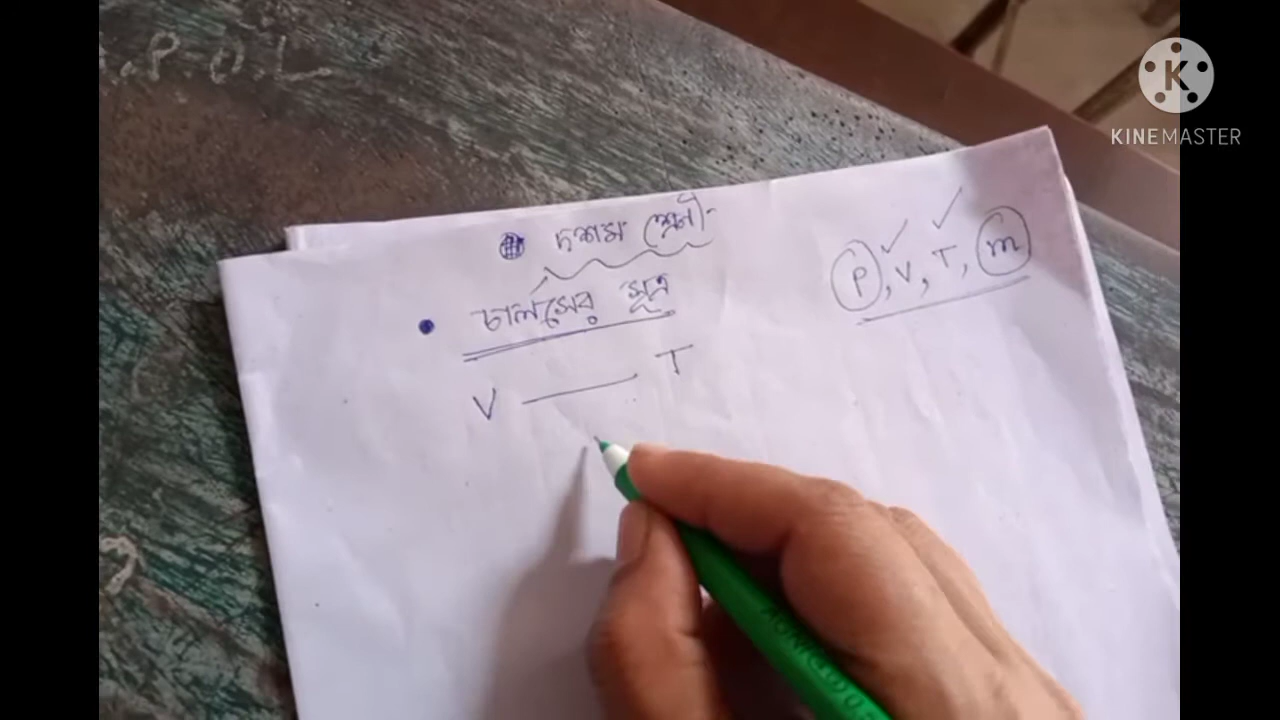 দশম শ্রেণী
P, V, T, m
চার্লসের সূত্র
V — T
KINEMASTER